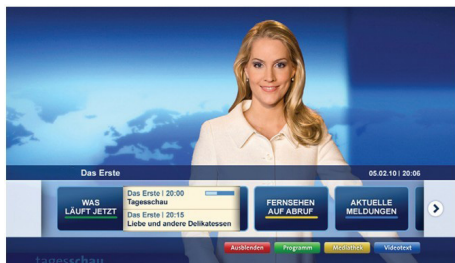 Das Erste
05.02.10 | 20:06
WAS
LÄUFT JETZT
Das Erste | 20:00
Tagesschau
Das Erste | 20:15
Liebe und andere Delikatessen
FERNSEHEN
AUF ABRUF
AKTUELLE
MELDUNGEN
Ausblenden
Programm
Mediathek
Videotext
tagesschau